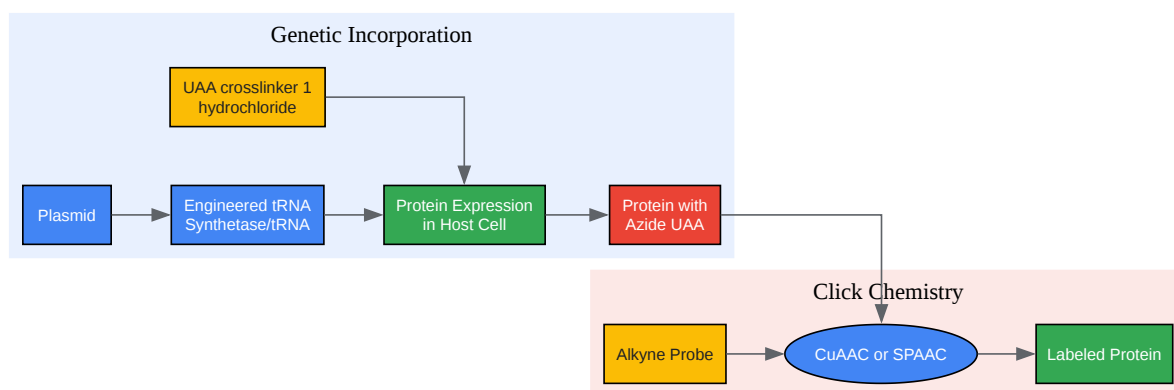 Genetic Incorporation
UAA crosslinker 1
hydrochloride
Plasmid
Engineered tRNA
Synthetase/tRNA
Protein Expression
in Host Cell
Protein with
Azide UAA
Click Chemistry
Alkyne Probe
CuAAC or SPAAC
Labeled Protein